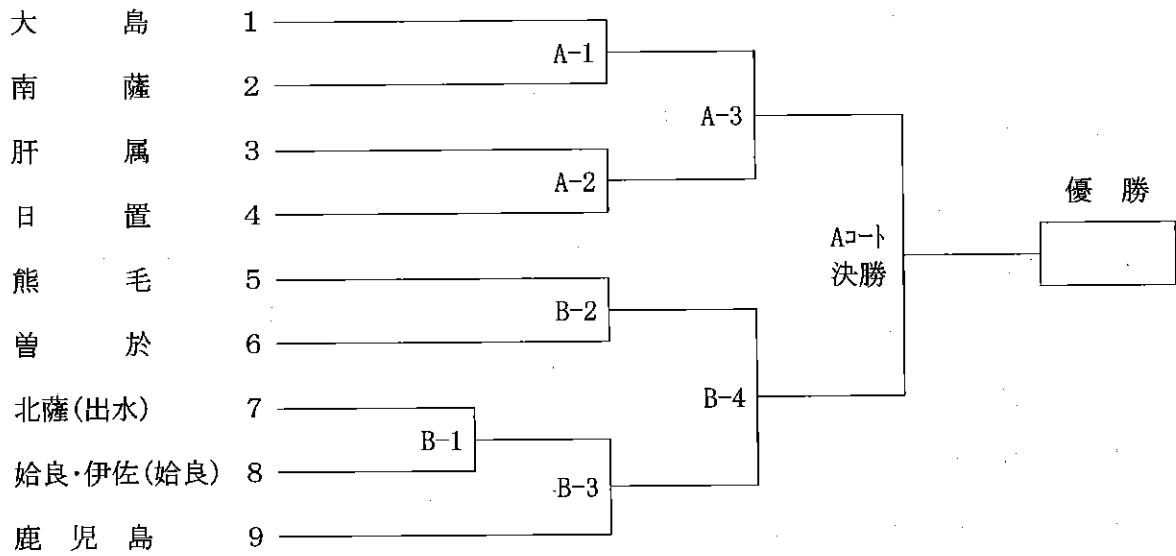 大島 1
A-1
南薩 2
A-3
肝属 3
A-2
日置 4
優勝
Aコート
決勝
熊毛 5
B-2
曽於 6
北薩(出水) 7
B-4
B-1
姶良・伊佐(姶良) 8
B-3
鹿児島 9